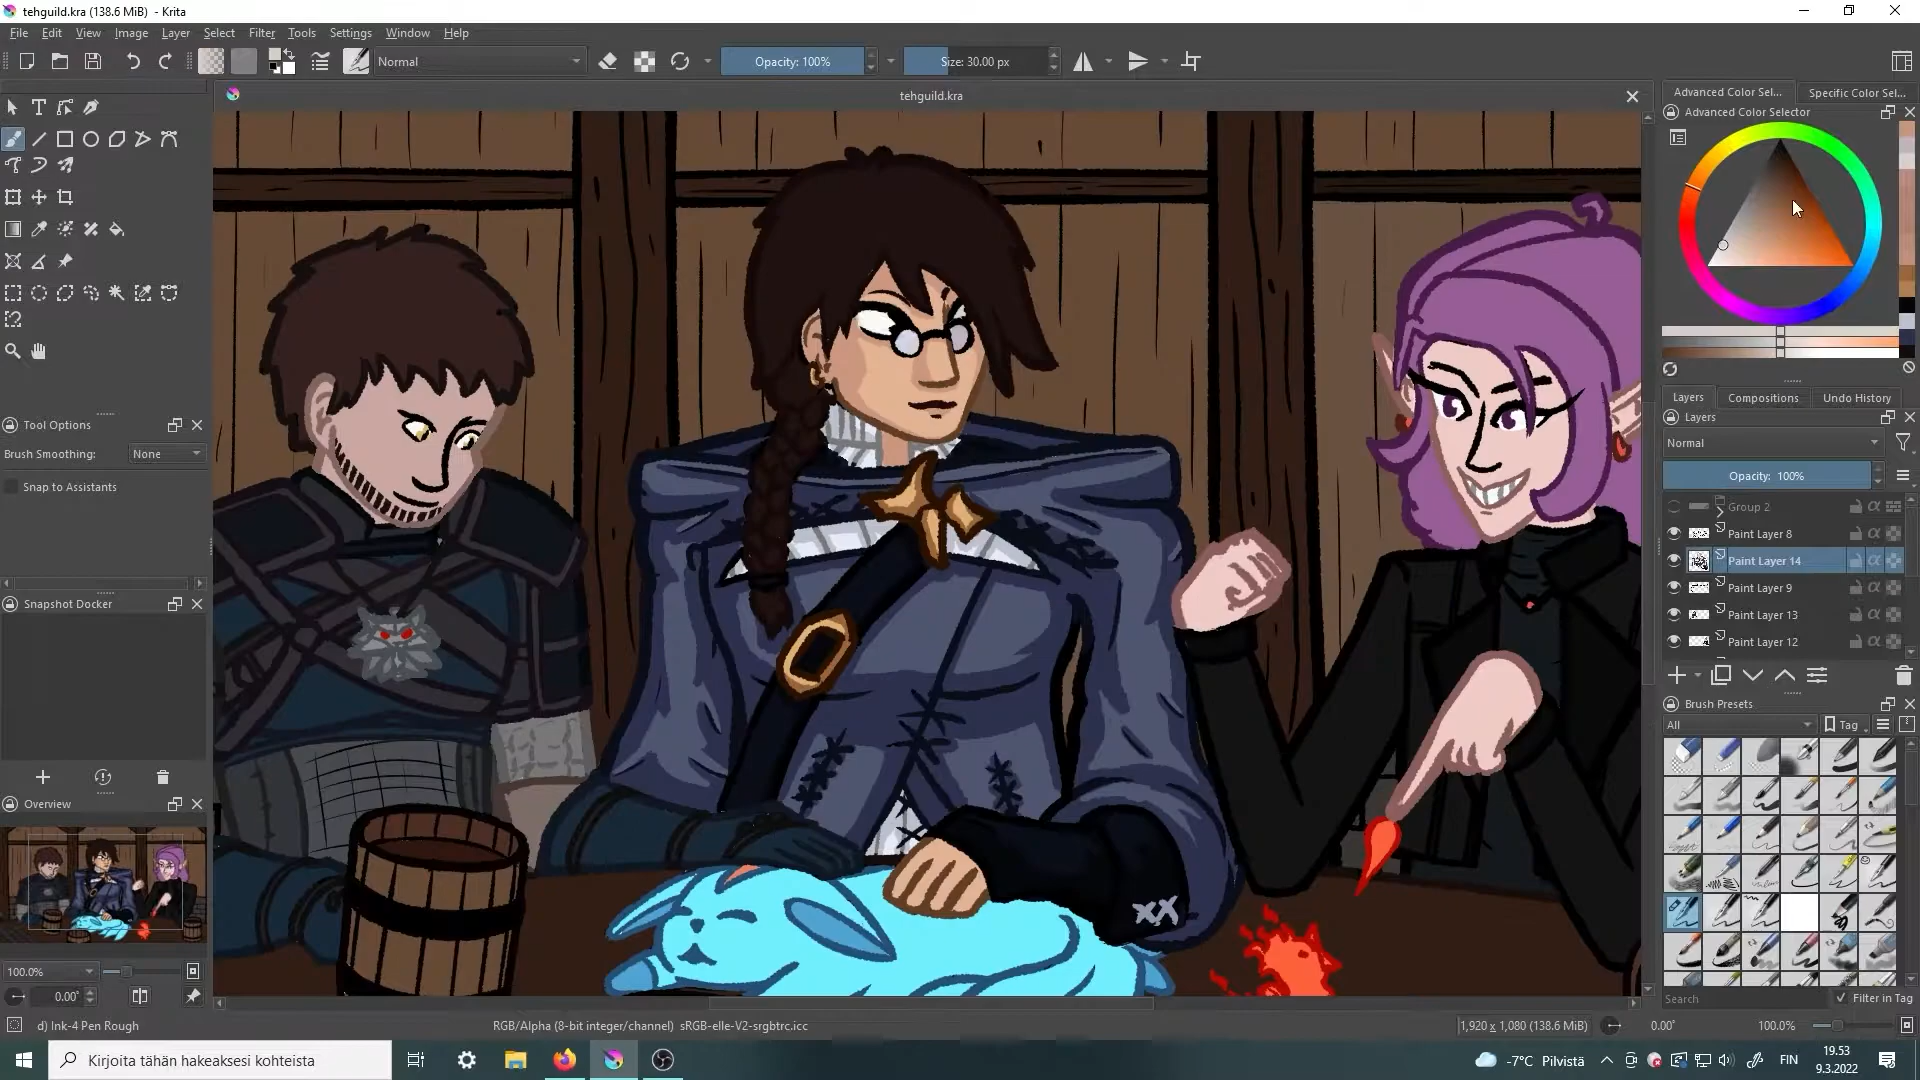 tehguild.kra (138.6 MiB) - Krita
File Edit View Image Layer Select Filter Tools Settings Window Help
Normal
Opacity: 100%
Size: 30.00 px
tehguild.kra
Advanced Color Sel...
Specific Color Sel...
Advanced Color Selector
Tool Options
Brush Smoothing: None
Snap to Assistants
Snapshot Docker
Overview
100.0%
0.00°
Layers Compositions Undo History
Layers
Normal
Opacity: 100%
Group 2
Paint Layer 8
Paint Layer 14
Paint Layer 9
Paint Layer 13
Paint Layer 12
Brush Presets
All
Tag
Search
Filter in Tag
XX
d) Ink-4 Pen Rough
RGB/Alpha (8-bit integer/channel) sRGB-elle-V2-srgbtrc.icc
1,920 x 1,080 (138.6 MiB)
0.00°
100.0%
Kirjoita tähän hakeaksesi kohteista
-7°C Pilvistä
FIN
19.53
9.3.2022